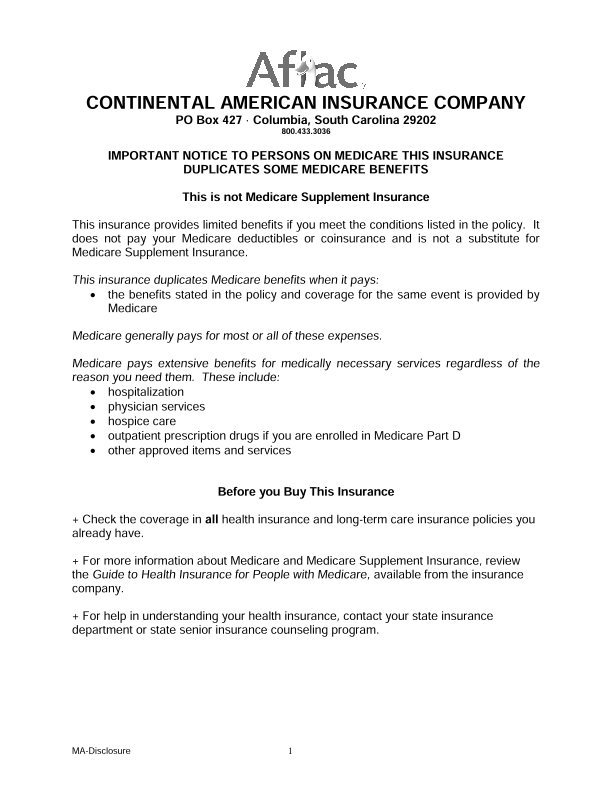 Aflac
CONTINENTAL AMERICAN INSURANCE COMPANY
PO Box 427 · Columbia, South Carolina 29202
800.433.3036
IMPORTANT NOTICE TO PERSONS ON MEDICARE THIS INSURANCE
DUPLICATES SOME MEDICARE BENEFITS
This is not Medicare Supplement Insurance
This insurance provides limited benefits if you meet the conditions listed in the policy. It
does not pay your Medicare deductibles or coinsurance and is not a substitute for
Medicare Supplement Insurance.
This insurance duplicates Medicare benefits when it pays:
• the benefits stated in the policy and coverage for the same event is provided by
Medicare
Medicare generally pays for most or all of these expenses.
Medicare pays extensive benefits for medically necessary services regardless of the
reason you need them. These include:
• hospitalization
• physician services
• hospice care
• outpatient prescription drugs if you are enrolled in Medicare Part D
• other approved items and services
Before you Buy This Insurance
+ Check the coverage in all health insurance and long-term care insurance policies you
already have.
+ For more information about Medicare and Medicare Supplement Insurance, review
the Guide to Health Insurance for People with Medicare, available from the insurance
company.
+ For help in understanding your health insurance, contact your state insurance
department or state senior insurance counseling program.
MA-Disclosure 1